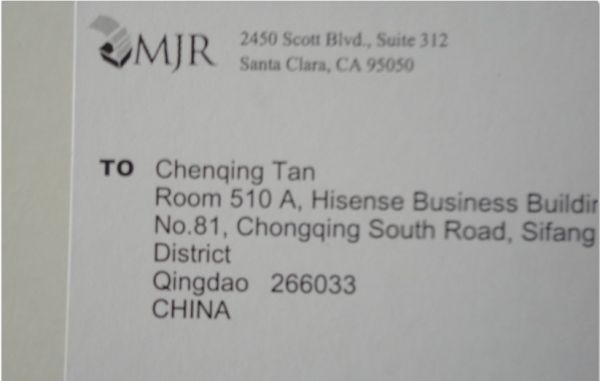 MJR
2450 Scott Blvd., Suite 312
Santa Clara, CA 95050
TO Chenqing Tan
Room 510 A, Hisense Business Buildin
No.81, Chongqing South Road, Sifang
District
Qingdao 266033
CHINA